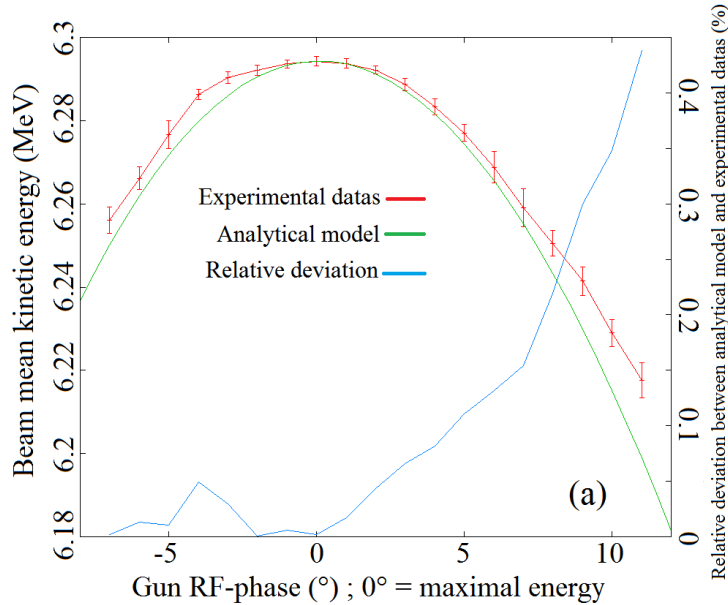 Beam mean kinetic energy (MeV)
6.3
6.28
6.26
6.24
6.22
6.2
6.18
Experimental datas
Analytical model
Relative deviation
(a)
-5
0
5
10
Gun RF-phase (°) ; 0° = maximal energy
0.4
0.3
0.2
0.1
0
Relative deviation between analytical model and experimental datas (%)